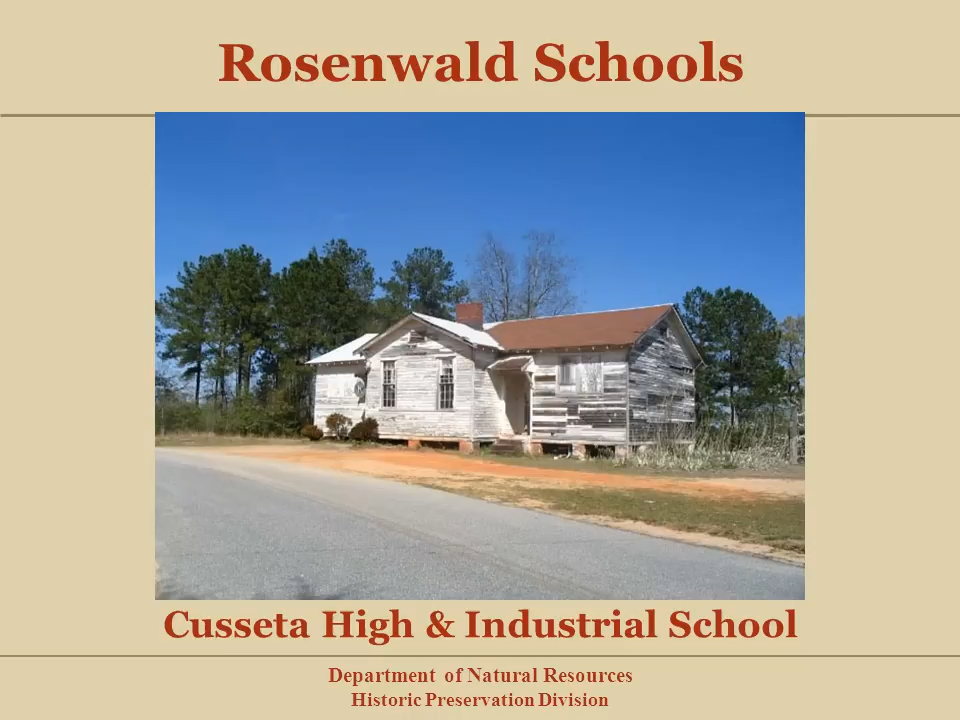 Rosenwald Schools
Cusseta High & Industrial School
Department of Natural Resources
Historic Preservation Division